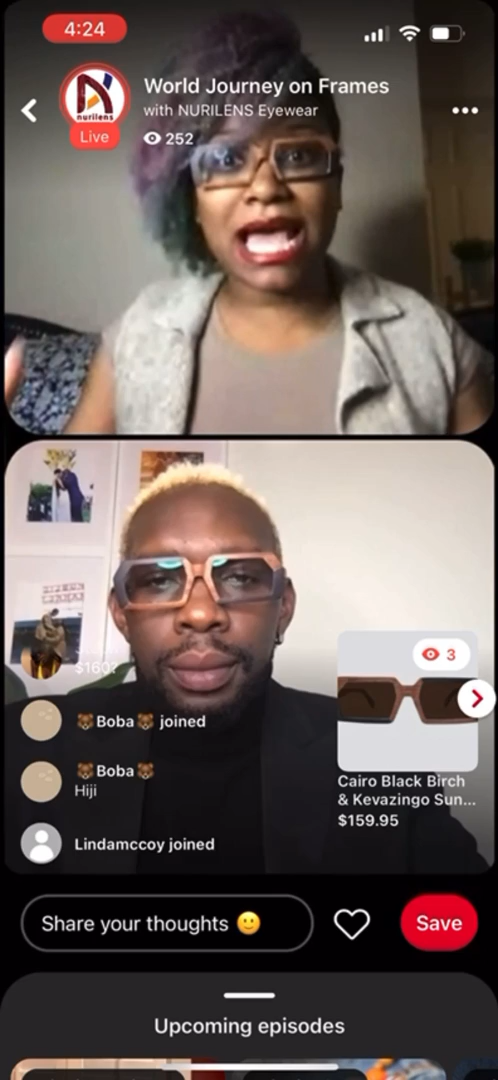 4:24
World Journey on Frames
with NURILENS Eyewear
nurilens
Live
252
3
$160?
🐻Boba🐻 joined
🐻Boba🐻
Hiji
Lindamccoy joined
Cairo Black Birch
& Kevazingo Sun...
$159.95
Share your thoughts 🙂
Save
Upcoming episodes